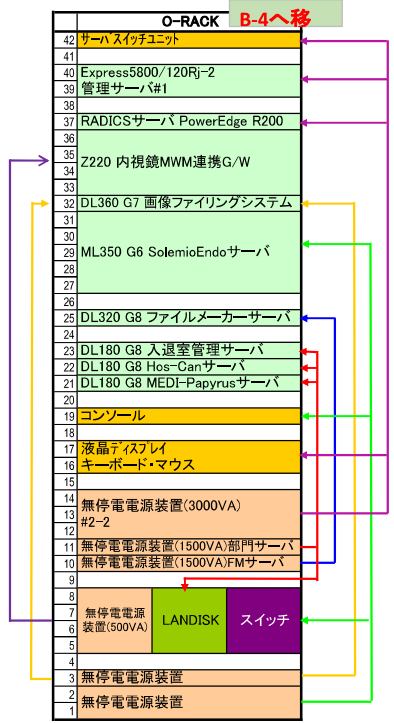 O-RACK
B-4へ移
42 サーバスイッチユニット
41
40 Express5800/120Rj-2
39 管理サーバ#1
38
37 RADICSサーバ PowerEdge R200
36
35 Z220 内視鏡MWM連携G/W
34
33
32 DL360 G7 画像ファイリングシステム
31
30
29 ML350 G6 SolemioEndoサーバ
28
27
26
25 DL320 G8 ファイルメーカーサーバ
24
23 DL180 G8 入退室管理サーバ
22 DL180 G8 Hos-Canサーバ
21 DL180 G8 MEDI-Papyrusサーバ
20
19 コンソール
18
17 液晶ディスプレイ
16 キーボード・マウス
15
14 無停電電源装置(3000VA)
13 #2-2
12
11 無停電電源装置(1500VA)部門サーバ
10 無停電電源装置(1500VA)FMサーバ
9
8
7 無停電電源 LANDISK スイッチ
6 装置(500VA)
5
4
3 無停電電源装置
2 無停電電源装置
1